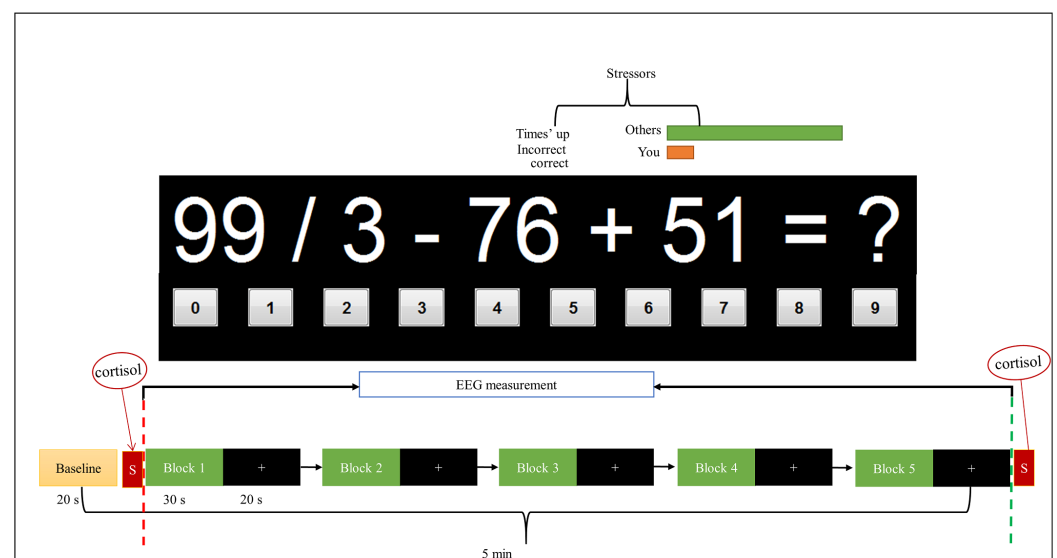 Stressors
Times' up
Incorrect
correct
Others
You
99 / 3 - 76 + 51 = ?
0 1 2 3 4 5 6 7 8 9
cortisol
cortisol
EEG measurement
Baseline S Block 1 + Block 2 + Block 3 + Block 4 + Block 5 + S
20 s 30 s 20 s
5 min